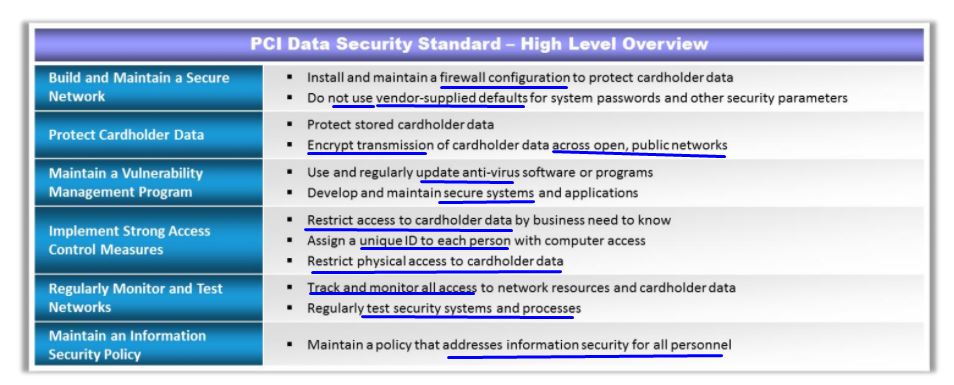 PCI Data Security Standard – High Level Overview
Build and Maintain a Secure
Network
▪ Install and maintain a firewall configuration to protect cardholder data
▪ Do not use vendor-supplied defaults for system passwords and other security parameters
Protect Cardholder Data
▪ Protect stored cardholder data
▪ Encrypt transmission of cardholder data across open, public networks
Maintain a Vulnerability
Management Program
▪ Use and regularly update anti-virus software or programs
▪ Develop and maintain secure systems and applications
Implement Strong Access
Control Measures
▪ Restrict access to cardholder data by business need to know
▪ Assign a unique ID to each person with computer access
▪ Restrict physical access to cardholder data
Regularly Monitor and Test
Networks
▪ Track and monitor all access to network resources and cardholder data
▪ Regularly test security systems and processes
Maintain an Information
Security Policy
▪ Maintain a policy that addresses information security for all personnel